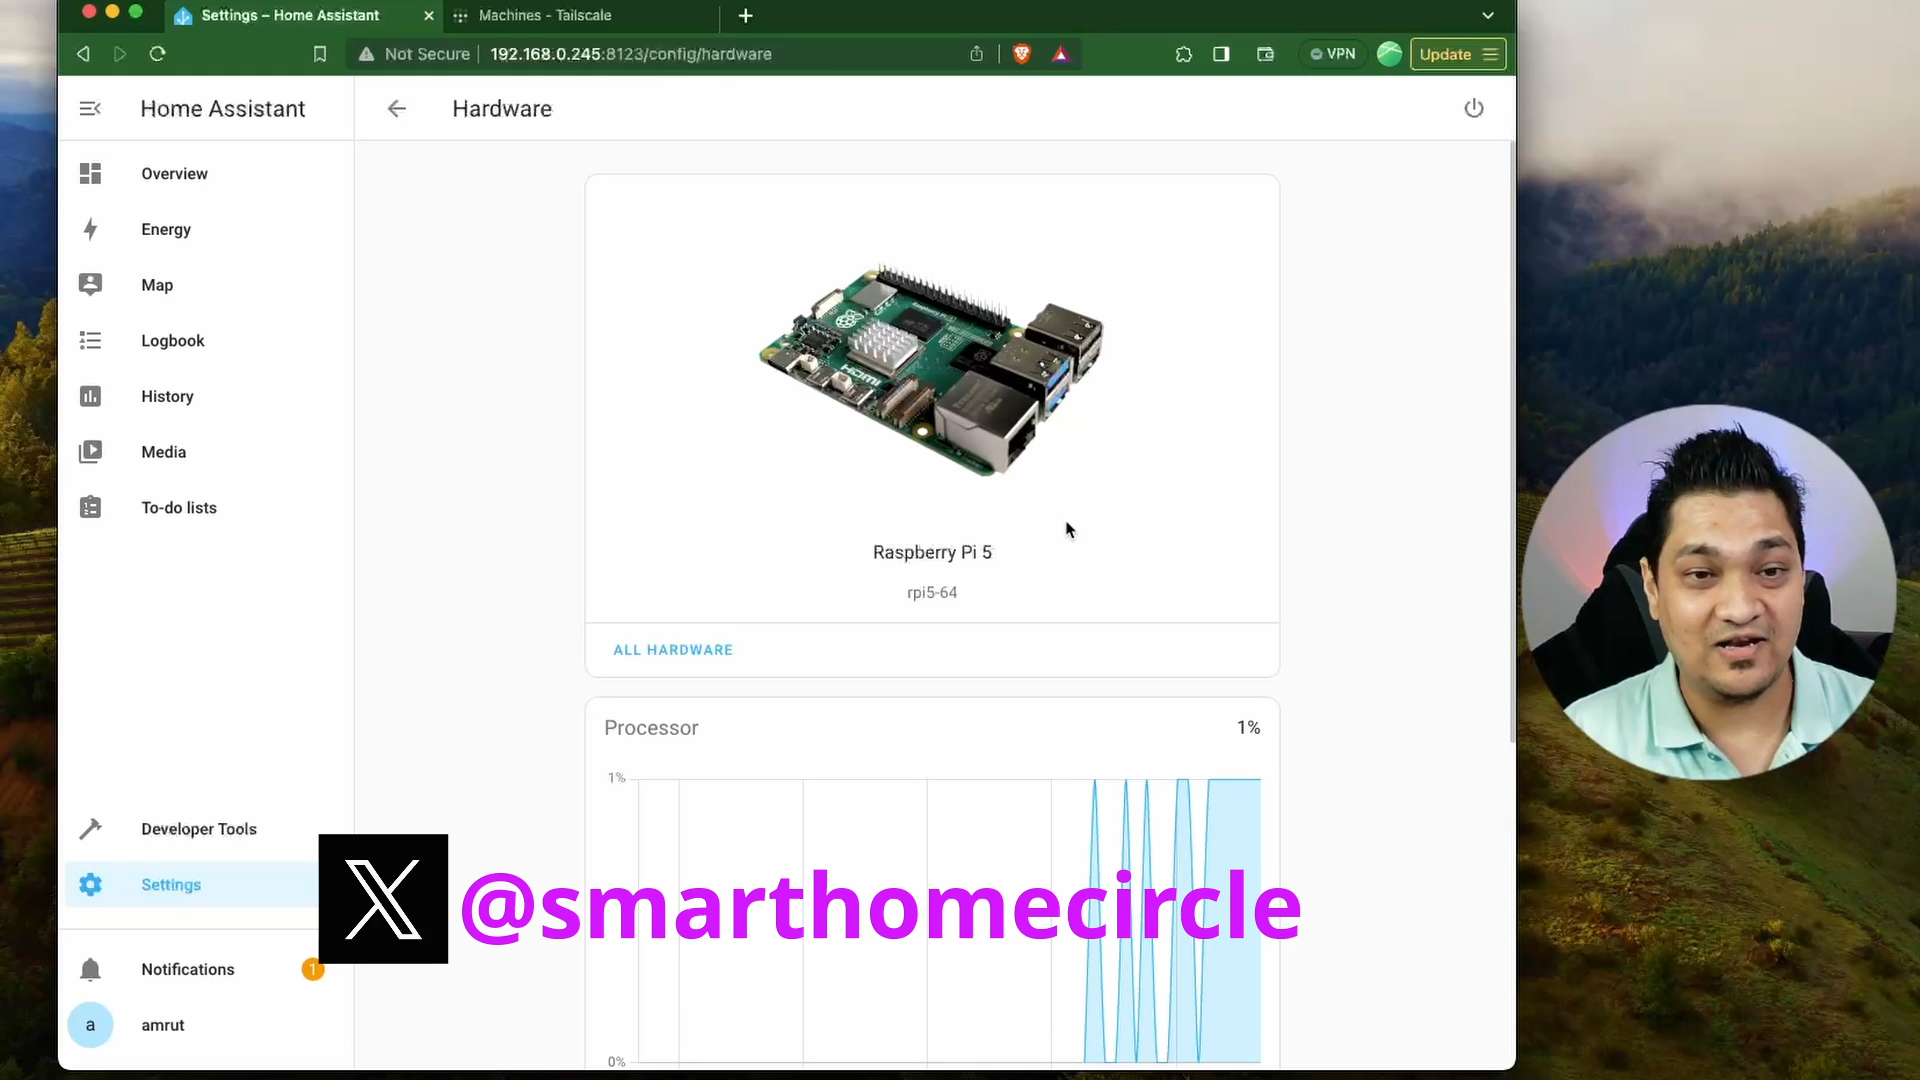 Settings – Home Assistant
Machines - Tailscale
Not Secure
192.168.0.245:8123/config/hardware
VPN
Update
Home Assistant
Hardware
Overview
Energy
Map
Logbook
History
Media
To-do lists
Developer Tools
Settings
Notifications
1
a
amrut
HDMI
Raspberry Pi 5
rpi5-64
ALL HARDWARE
Processor
1%
1%
0%
X @smarthomecircle